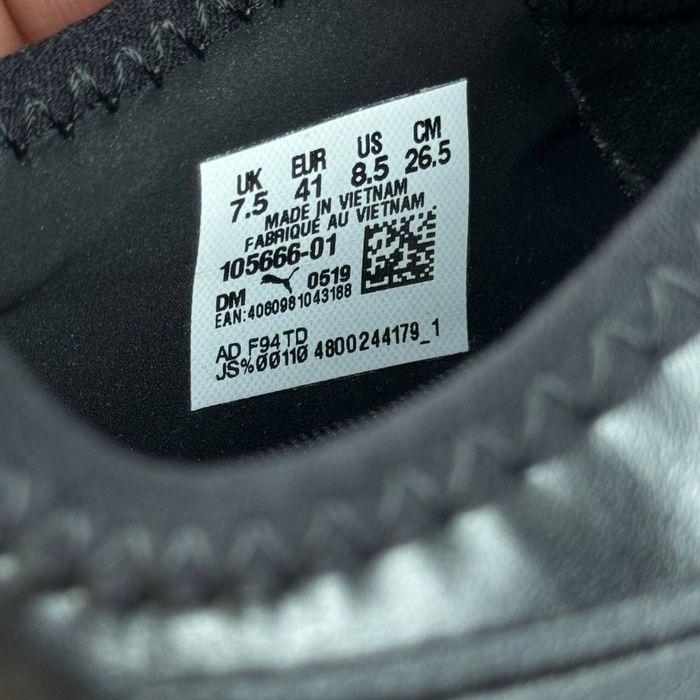 UK EUR US CM
7.5 41 8.5 26.5
MADE IN VIETNAM
FABRIQUÉ AU VIETNAM
105666-01
DM 0519
EAN:4060981043188
AD F94TD
JS%00110 4800244179_1